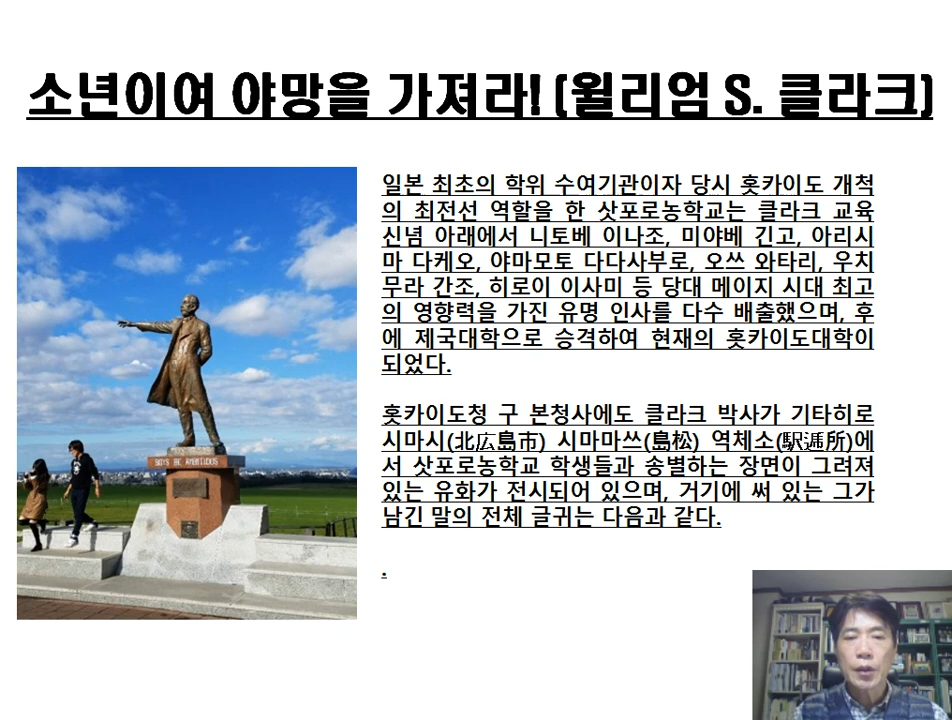 소년이여 야망을 가져라! (윌리엄 S. 클라크)
일본 최초의 학위 수여기관이자 당시 홋카이도 개척
의 최전선 역할을 한 삿포로농학교는 클라크 교육
신념 아래에서 니토베 이나조, 미야베 긴고, 아리시
마 다케오, 야마모토 다다사부로, 오쓰 와타리, 우치
무라 간조, 히로이 이사미 등 당대 메이지 시대 최고
의 영향력을 가진 유명 인사를 다수 배출했으며, 후
에 제국대학으로 승격하여 현재의 홋카이도대학이
되었다.
홋카이도청 구 본청사에도 클라크 박사가 기타히로
시마시(北広島市) 시마마쓰(島松) 역체소(駅逓所)에
서 삿포로농학교 학생들과 송별하는 장면이 그려져
있는 유화가 전시되어 있으며, 거기에 써 있는 그가
남긴 말의 전체 글귀는 다음과 같다.
.
BOYS BE AMBITIOUS